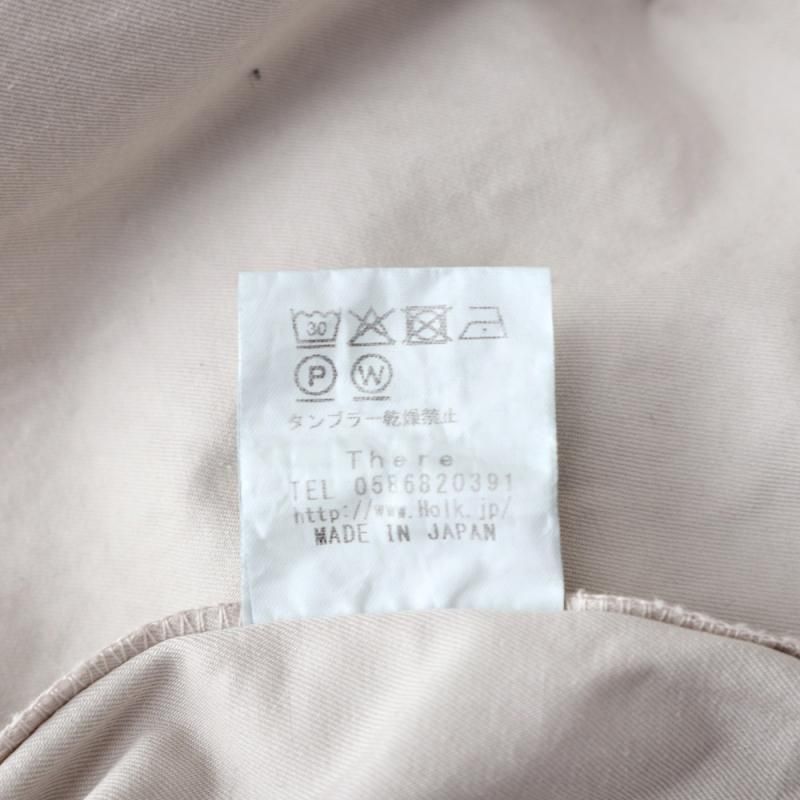 30
P W
タンブラー乾燥禁止
There
TEL 0586820391
http://www.Holk.jp/
MADE IN JAPAN